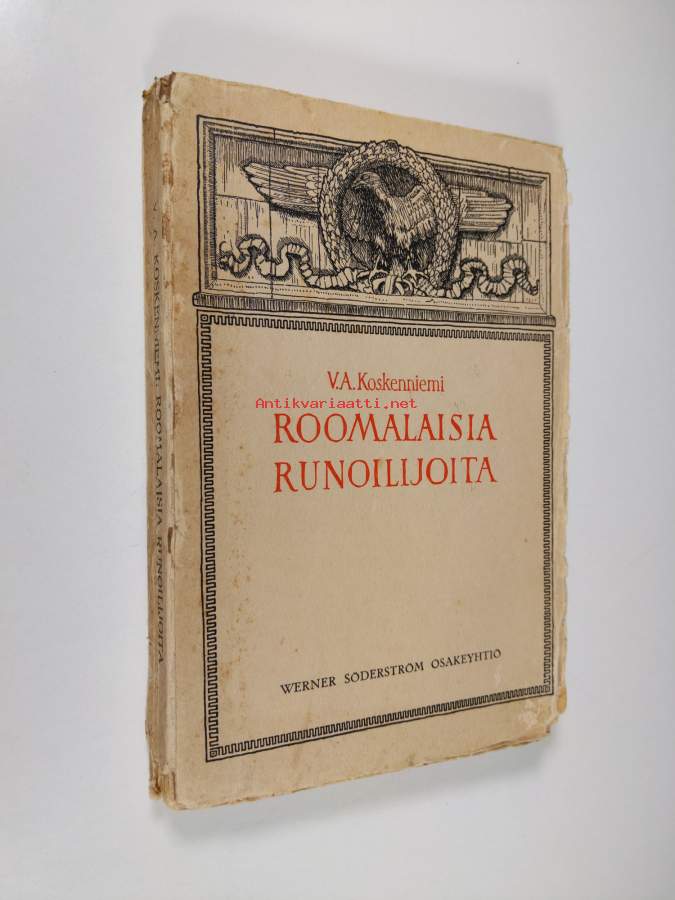 V.A. Koskenniemi
Antikvariaatti.net
ROOMALAISIA
RUNOILIJOITA
WERNER SÖDERSTRÖM OSAKEYHTIÖ
V. A. KOSKENNIEMI: ROOMALAISIA RUNOILIJOITA